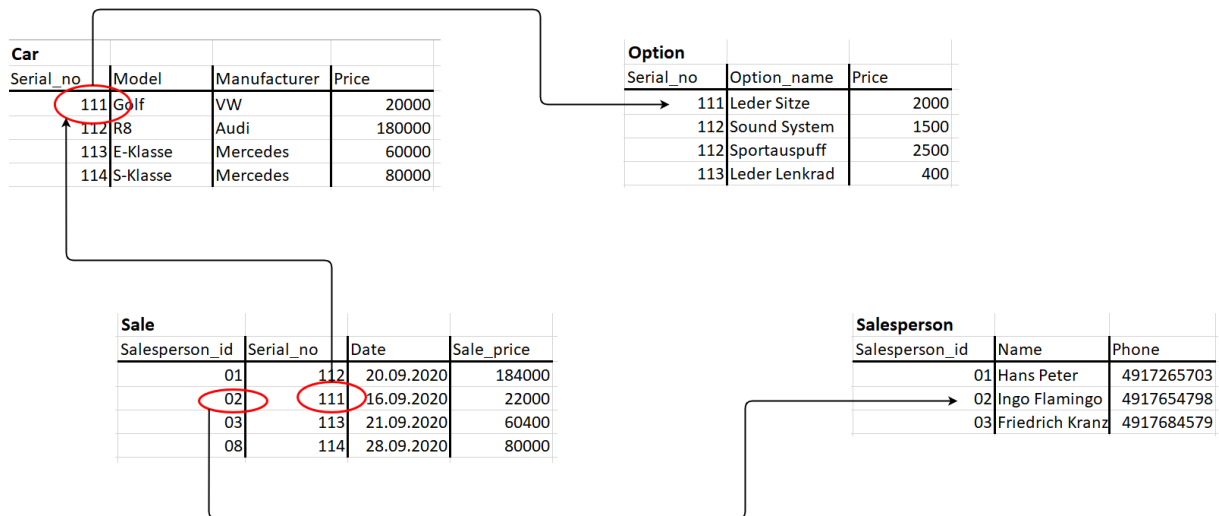 Car
Serial_no Model Manufacturer Price
111 Golf VW 20000
112 R8 Audi 180000
113 E-Klasse Mercedes 60000
114 S-Klasse Mercedes 80000
Option
Serial_no Option_name Price
111 Leder Sitze 2000
112 Sound System 1500
112 Sportauspuff 2500
113 Leder Lenkrad 400
Sale
Salesperson_id Serial_no Date Sale_price
01 112 20.09.2020 184000
02 111 16.09.2020 22000
03 113 21.09.2020 60400
08 114 28.09.2020 80000
Salesperson
Salesperson_id Name Phone
01 Hans Peter 4917265703
02 Ingo Flamingo 4917654798
03 Friedrich Kranz 4917684579